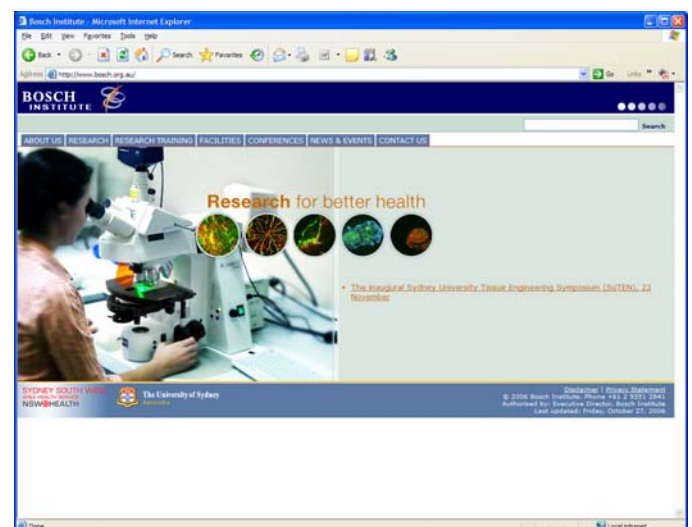 Bosch Institute - Microsoft Internet Explorer
File Edit View Favorites Tools Help
Back Search Favorites
Address http://www.bosch.org.au/ Go Links
BOSCH
INSTITUTE
Search
ABOUT US RESEARCH RESEARCH TRAINING FACILITIES CONFERENCES NEWS & EVENTS CONTACT US
Research for better health
The inaugural Sydney University Tissue Engineering Symposium (SuTEN), 23
November
SYDNEY SOUTH WEST
AREA HEALTH SERVICE
NSW HEALTH
The University of Sydney
Disclaimer | Privacy Statement
© 2006 Bosch Institute. Phone +61 2 9351 2841
Authorised by: Executive Director, Bosch Institute
Last updated: Friday, October 27, 2006
Done
Local intranet